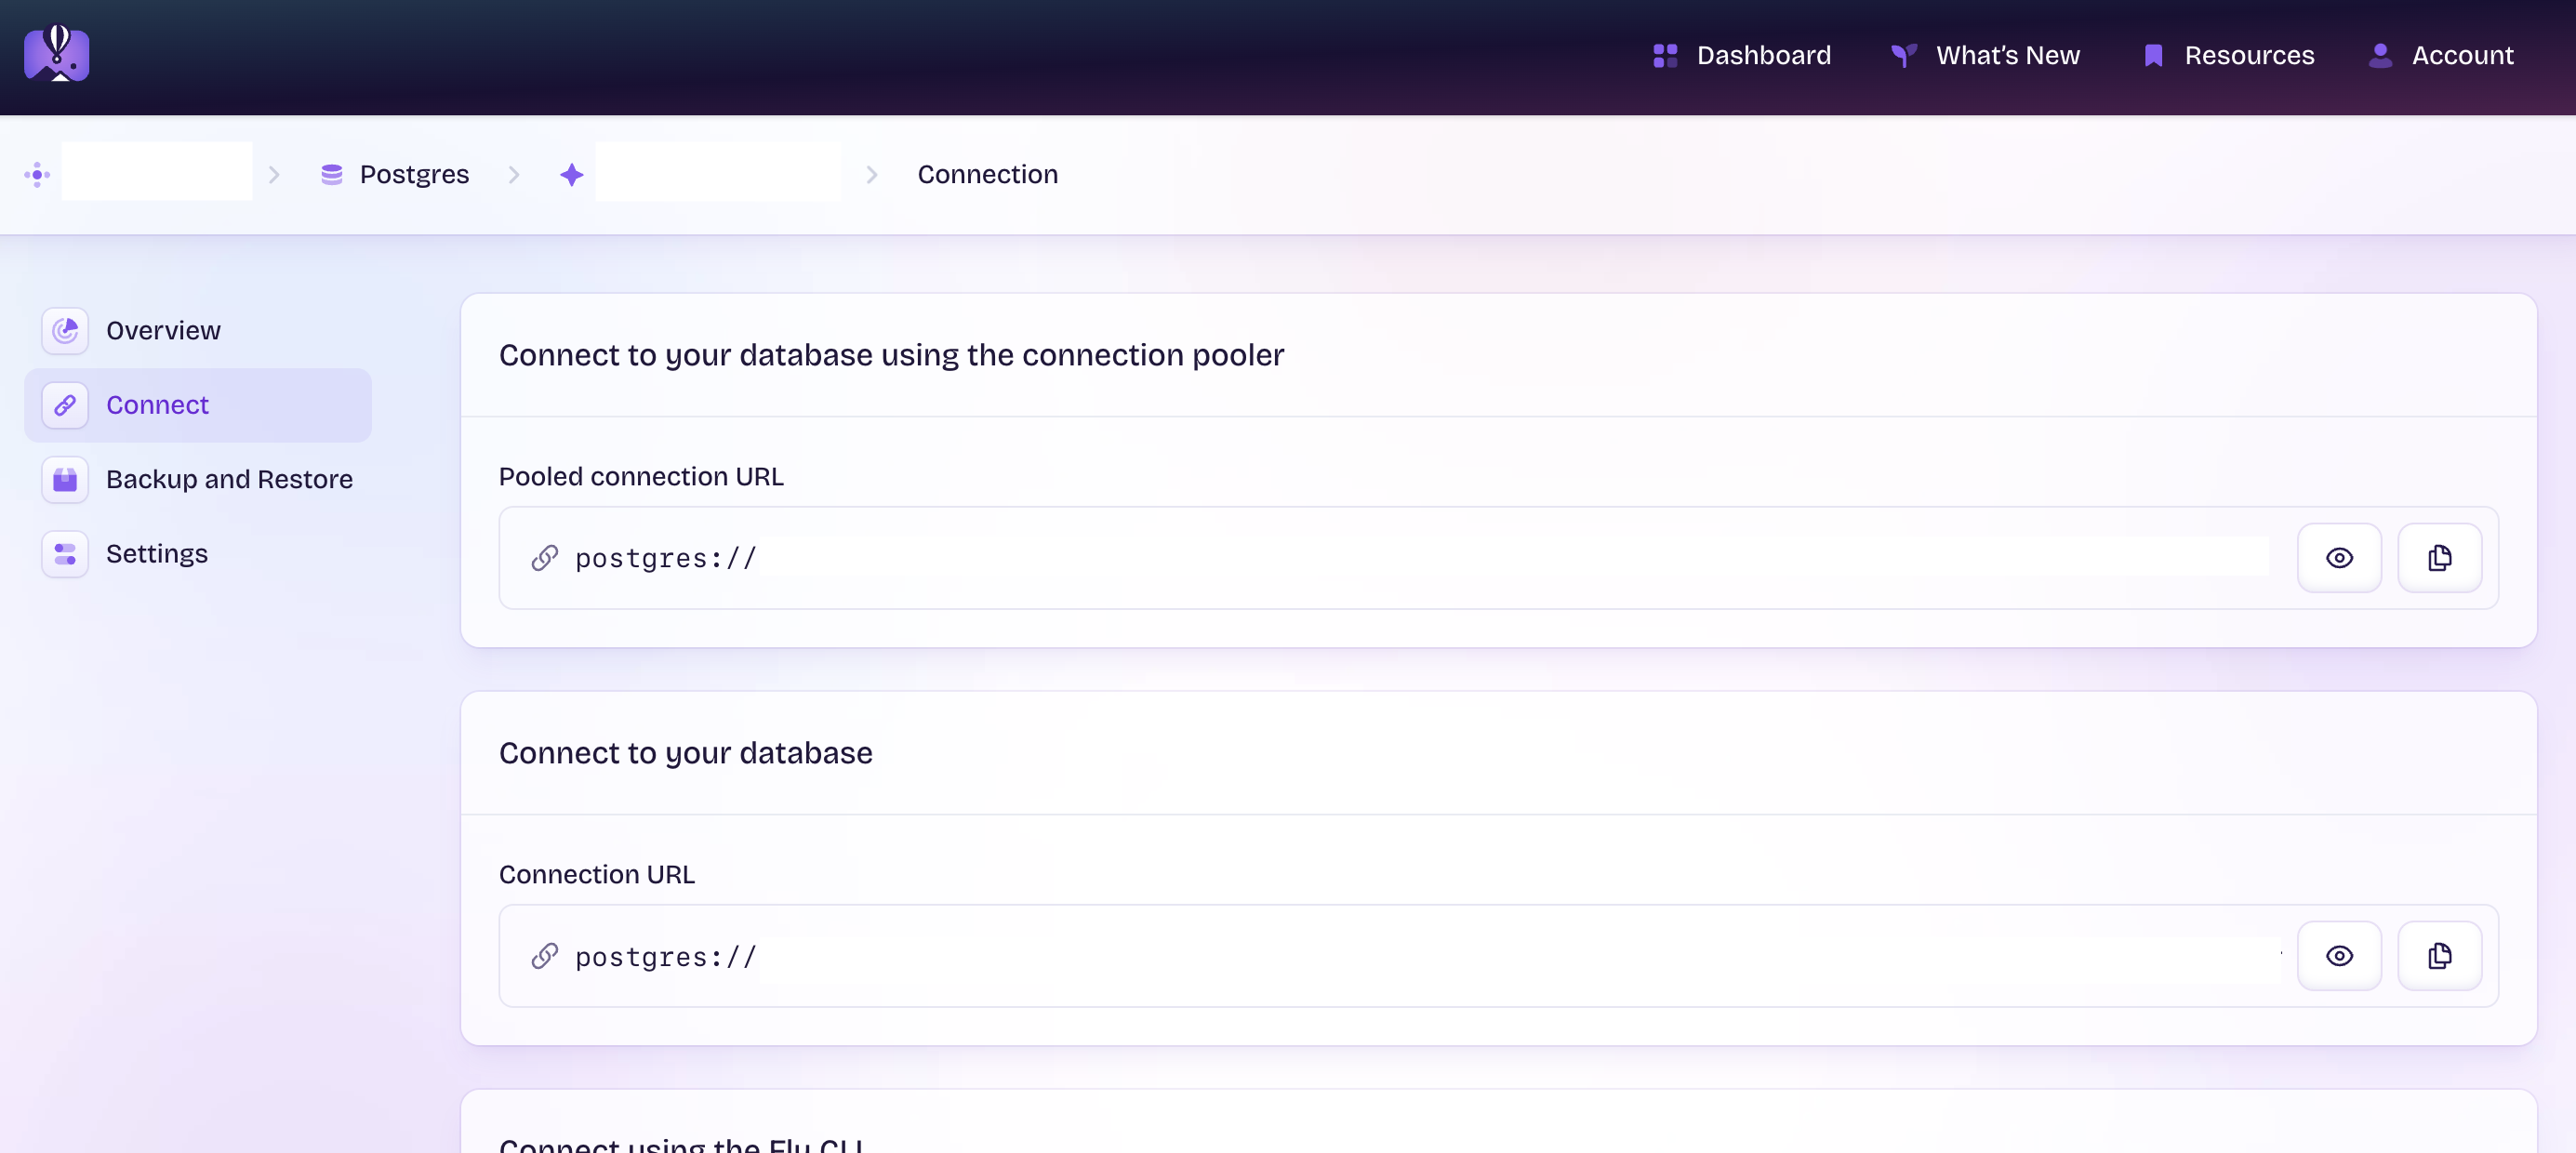 Dashboard
What's New
Resources
Account
Postgres
Connection
Overview
Connect
Backup and Restore
Settings
Connect to your database using the connection pooler
Pooled connection URL
postgres://
Connect to your database
Connection URL
postgres://
Connect using the Fly CLI